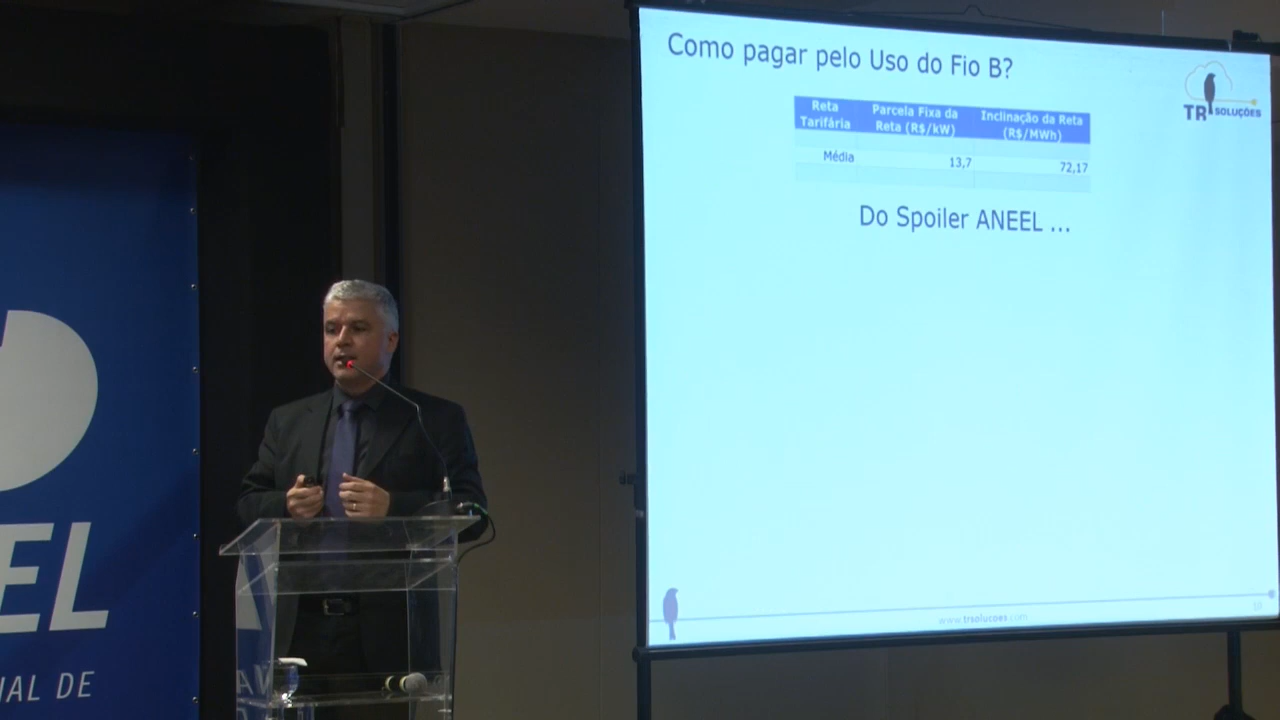 Como pagar pelo Uso do Fio B?
TR SOLUÇÕES
Reta Tarifária
Parcela Fixa da Reta (R$/kW)
Inclinação da Reta (R$/MWh)
Média
13,7
72,17
Do Spoiler ANEEL ...
www.trsolucoes.com
EEL
NAL DE